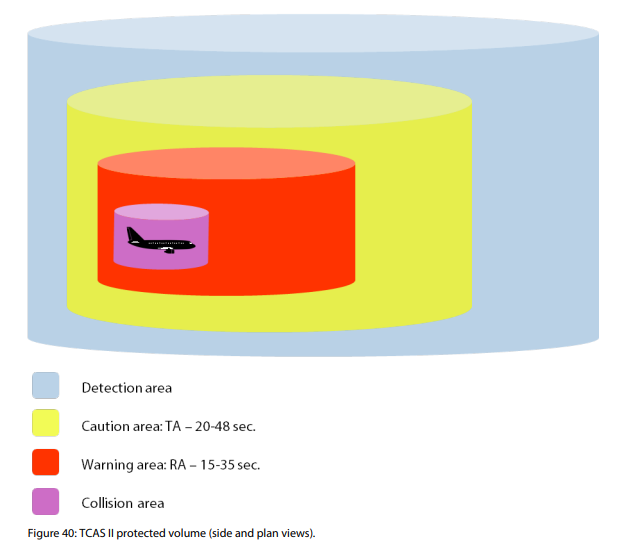 Detection area
Caution area: TA – 20-48 sec.
Warning area: RA – 15-35 sec.
Collision area
Figure 40: TCAS II protected volume (side and plan views).